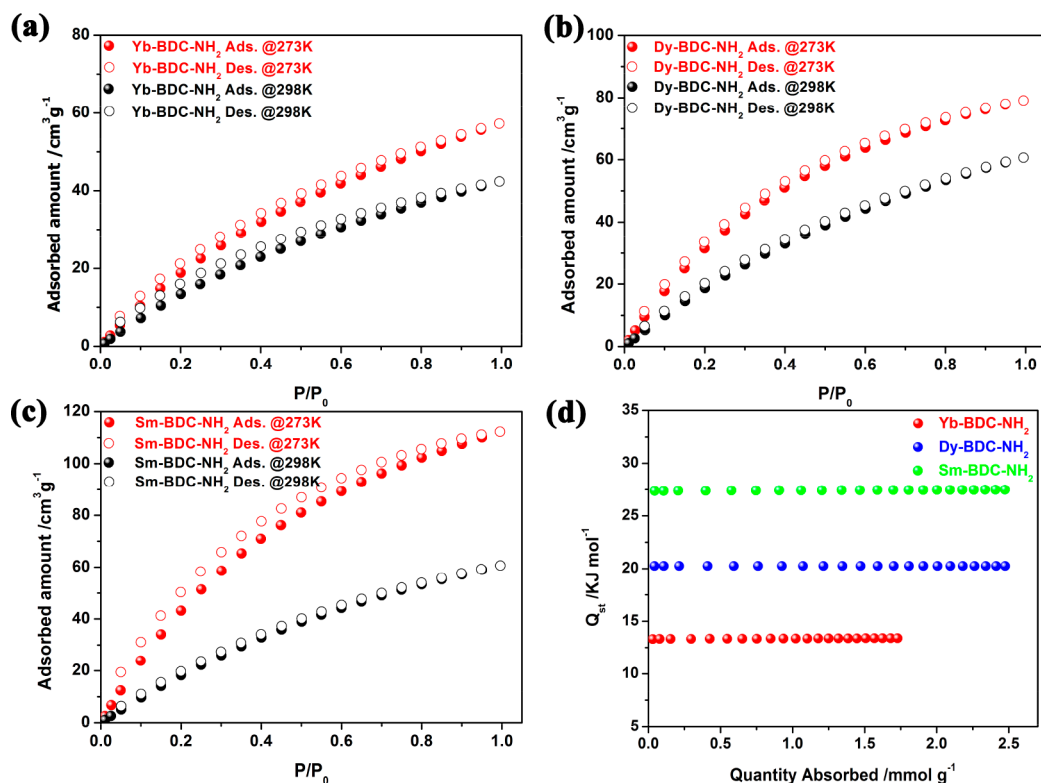 (a)
Yb-BDC-NH₂ Ads. @273K
Yb-BDC-NH₂ Des. @273K
Yb-BDC-NH₂ Ads. @298K
Yb-BDC-NH₂ Des. @298K
Adsorbed amount /cm³g⁻¹
80
60
40
20
0
0.0 0.2 0.4 0.6 0.8 1.0
P/P₀
(b)
Dy-BDC-NH₂ Ads. @273K
Dy-BDC-NH₂ Des. @273K
Dy-BDC-NH₂ Ads. @298K
Dy-BDC-NH₂ Des. @298K
Adsorbed amount /cm³g⁻¹
100
80
60
40
20
0
0.0 0.2 0.4 0.6 0.8 1.0
P/P₀
(c)
Sm-BDC-NH₂ Ads. @273K
Sm-BDC-NH₂ Des. @273K
Sm-BDC-NH₂ Ads. @298K
Sm-BDC-NH₂ Des. @298K
Adsorbed amount /cm³g⁻¹
120
100
80
60
40
20
0
0.0 0.2 0.4 0.6 0.8 1.0
P/P₀
(d)
Yb-BDC-NH₂
Dy-BDC-NH₂
Sm-BDC-NH₂
Qst /KJ mol⁻¹
35
30
25
20
15
10
5
0.0 0.5 1.0 1.5 2.0 2.5
Quantity Absorbed /mmol g⁻¹